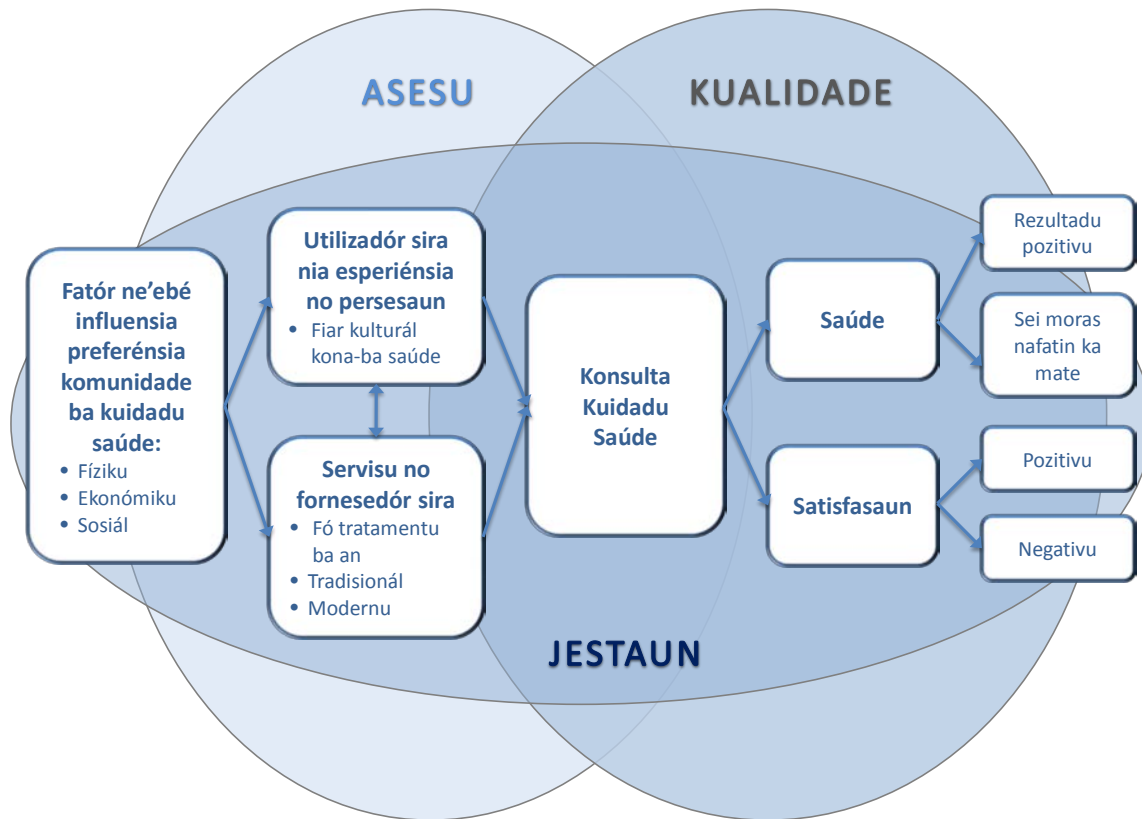 ASESU
KUALIDADE
Fatór ne'ebé
influensia
preferénsia
komunidade
ba kuidadu
saúde:
• Fíziku
• Ekonómiku
• Sosiál
Utilizadór sira
nia esperiénsia
no persesaun
• Fiar kulturál
kona-ba saúde
Servisu no
fornesedór sira
• Fó tratamentu
ba an
• Tradisionál
• Modernu
Konsulta
Kuidadu
Saúde
Saúde
Satisfasaun
Rezultadu
pozitivu
Sei moras
nafatin ka
mate
Pozitivu
Negativu
JESTAUN